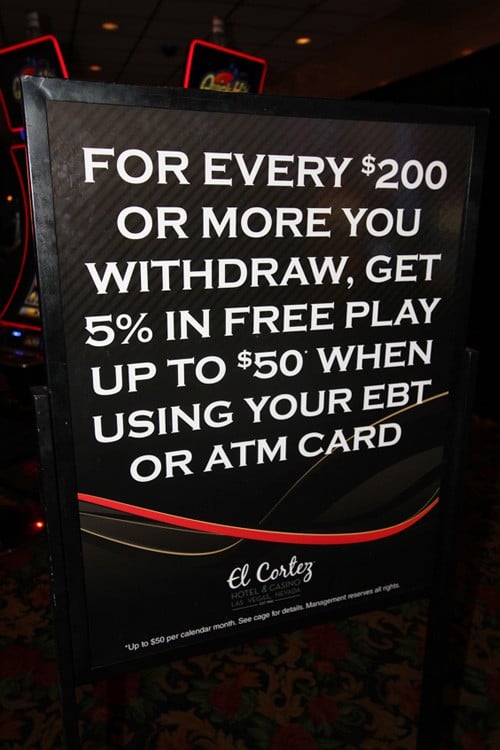 FOR EVERY $200
OR MORE YOU
WITHDRAW, GET
5% IN FREE PLAY
UP TO $50* WHEN
USING YOUR EBT
OR ATM CARD
El Cortez
HOTEL & CASINO
LAS VEGAS, NEVADA
*Up to $50 per calendar month. See cage for details. Management reserves all rights.